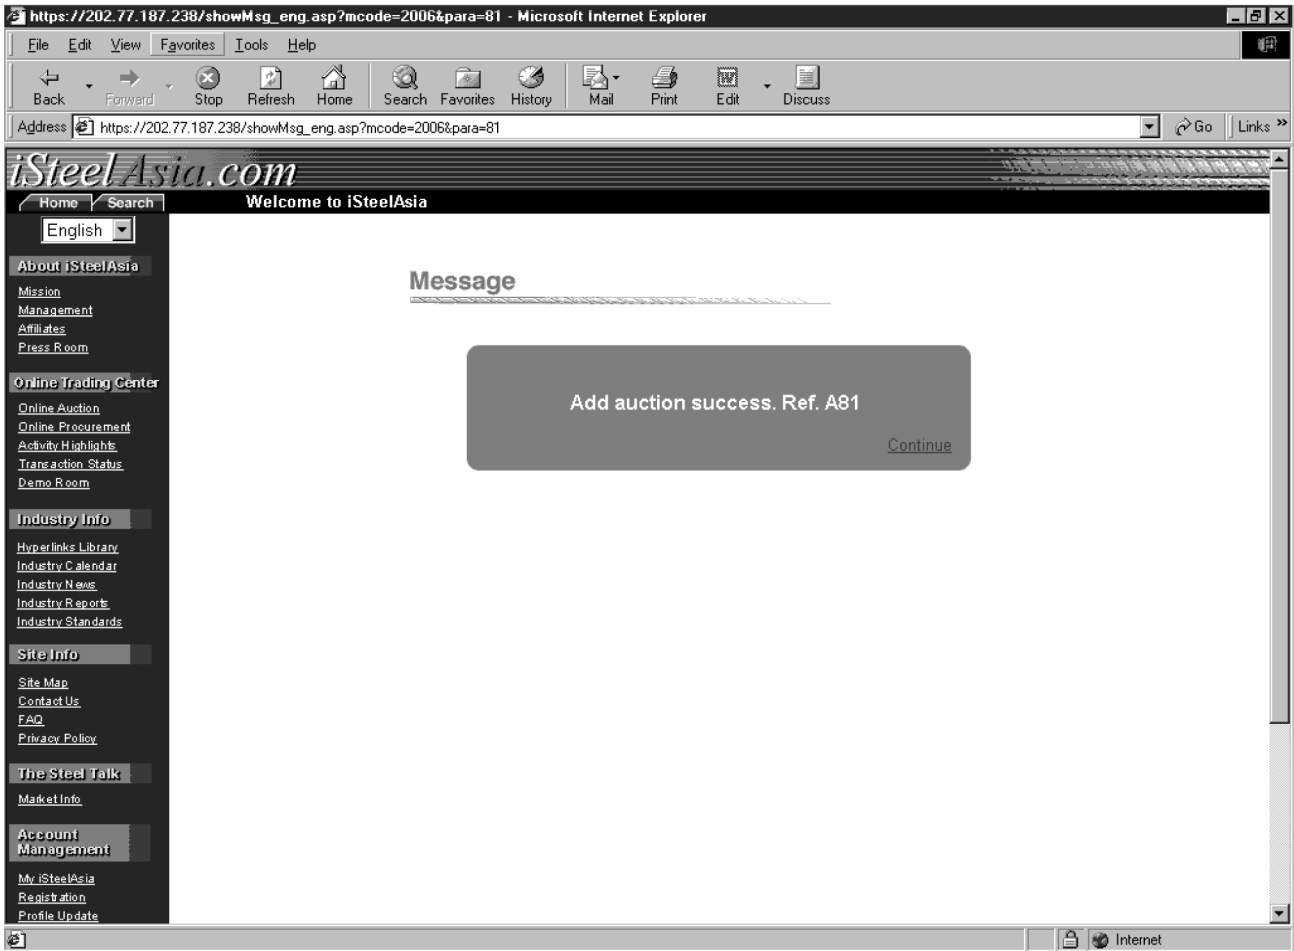 https://202.77.187.238/showMsg_eng.asp?mcode=2006&para=81 - Microsoft Internet Explorer
File Edit View Favorites Tools Help
Back Forward Stop Refresh Home Search Favorites History Mail Print Edit Discuss
Address https://202.77.187.238/showMsg_eng.asp?mcode=2006&para=81 Go Links »
iSteelAsia.com
Home Search Welcome to iSteelAsia
English
About iSteelAsia
Mission
Management
Affiliates
Press Room
Online Trading Center
Online Auction
Online Procurement
Activity Highlights
Transaction Status
Demo Room
Industry Info
Hyperlinks Library
Industry Calendar
Industry News
Industry Reports
Industry Standards
Site Info
Site Map
Contact Us
FAQ
Privacy Policy
The Steel Talk
Market Info
Account
Management
My iSteelAsia
Registration
Profile Update
Message
Add auction success. Ref. A81
Continue
Internet